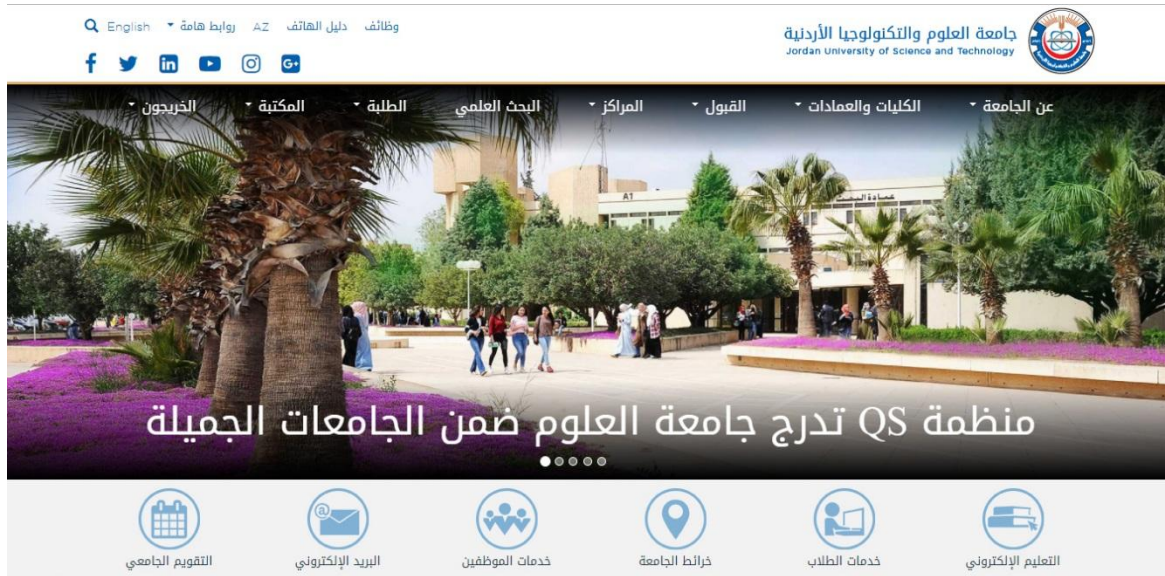 جامعة العلوم والتكنولوجيا الأردنية
Jordan University of Science and Technology
وظائف دليل الهاتف AZ روابط هامة English
عن الجامعة الكليات والعمادات القبول المراكز البحث العلمي الطلبة المكتبة الخريجون
A1
منظمة QS تدرج جامعة العلوم ضمن الجامعات الجميلة
التعليم الإلكتروني خدمات الطلاب خرائط الجامعة خدمات الموظفين البريد الإلكتروني التقويم الجامعي